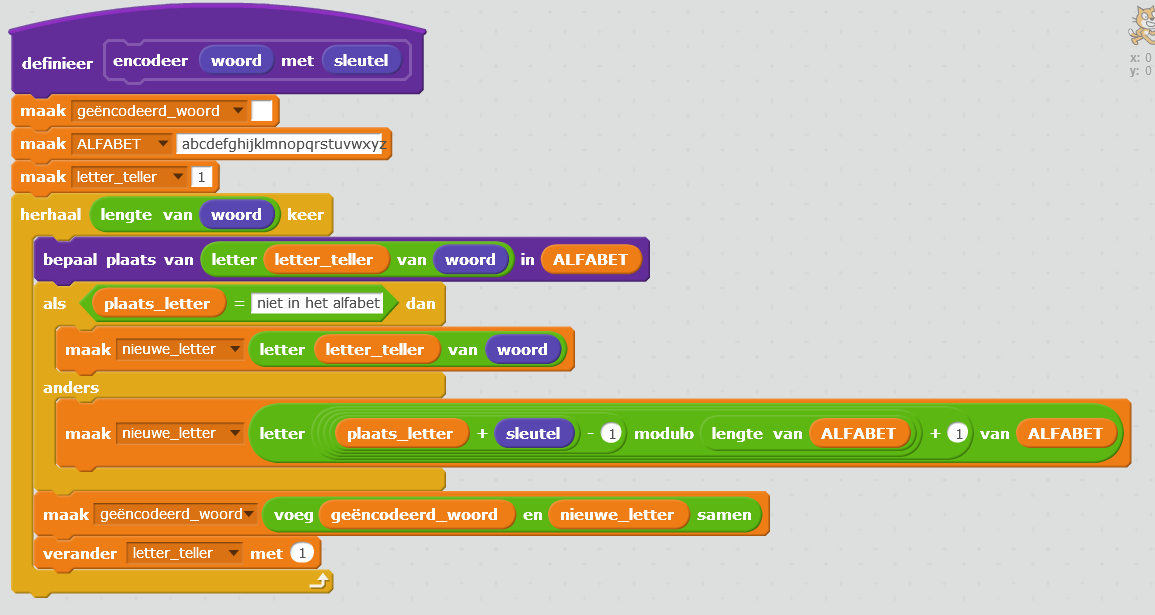 definieer encodeer woord met sleutel
maak geëncodeerd_woord
maak ALFABET abcdefghijklmnopqrstuvwxyz
maak letter_teller 1
herhaal lengte van woord keer
bepaal plaats van letter letter_teller van woord in ALFABET
als plaats_letter = niet in het alfabet dan
maak nieuwe_letter letter letter_teller van woord
anders
maak nieuwe_letter letter plaats_letter + sleutel - 1 modulo lengte van ALFABET + 1 van ALFABET
maak geëncodeerd_woord voeg geëncodeerd_woord en nieuwe_letter samen
verander letter_teller met 1
x: 0
y: 0